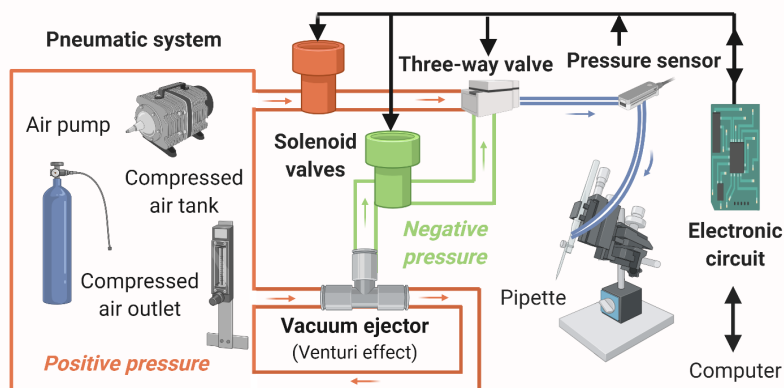 Pneumatic system
Three-way valve
Pressure sensor
Air pump
Solenoid
valves
Compressed
air tank
Negative
pressure
Electronic
circuit
Compressed
air outlet
Pipette
Vacuum ejector
(Venturi effect)
Positive pressure
Computer